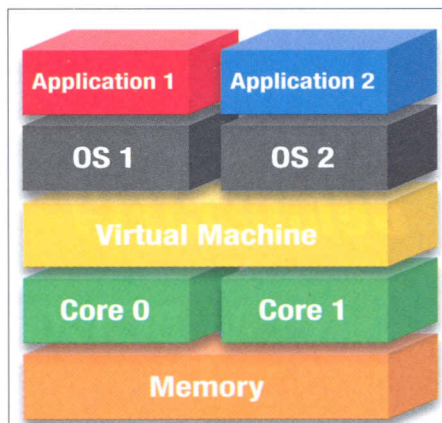 Application 1 Application 2
OS 1 OS 2
Virtual Machine
Core 0 Core 1
Memory